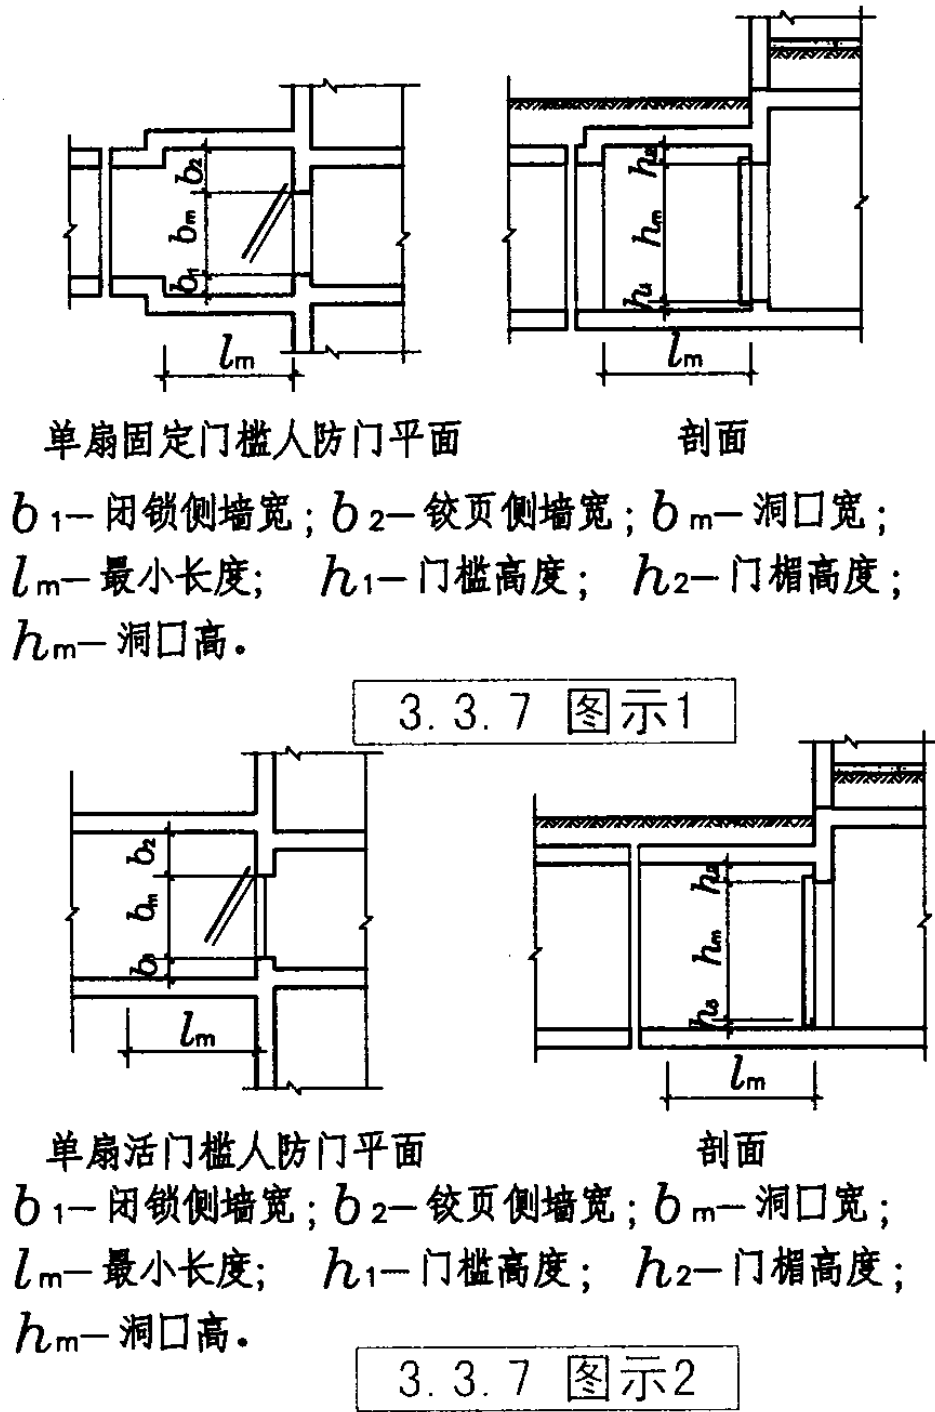 b2
bm
b1
lm
h2
hm
h1
lm
单扇固定门槛人防门平面 剖面
b1—闭锁侧墙宽；b2—铰页侧墙宽；bm—洞口宽；
lm—最小长度； h1—门槛高度； h2—门楣高度；
hm—洞口高。
3.3.7 图示1
b2
bm
lm
h2
hm
lm
单扇活门槛人防门平面 剖面
b1—闭锁侧墙宽；b2—铰页侧墙宽；bm—洞口宽；
lm—最小长度； h1—门槛高度； h2—门楣高度；
hm—洞口高。
3.3.7 图示2